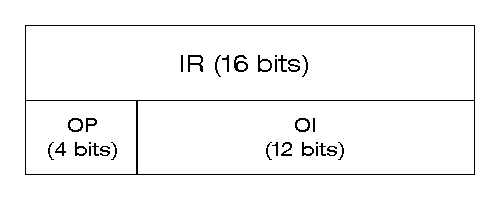 IR (16 bits)
OP
(4 bits)
OI
(12 bits)